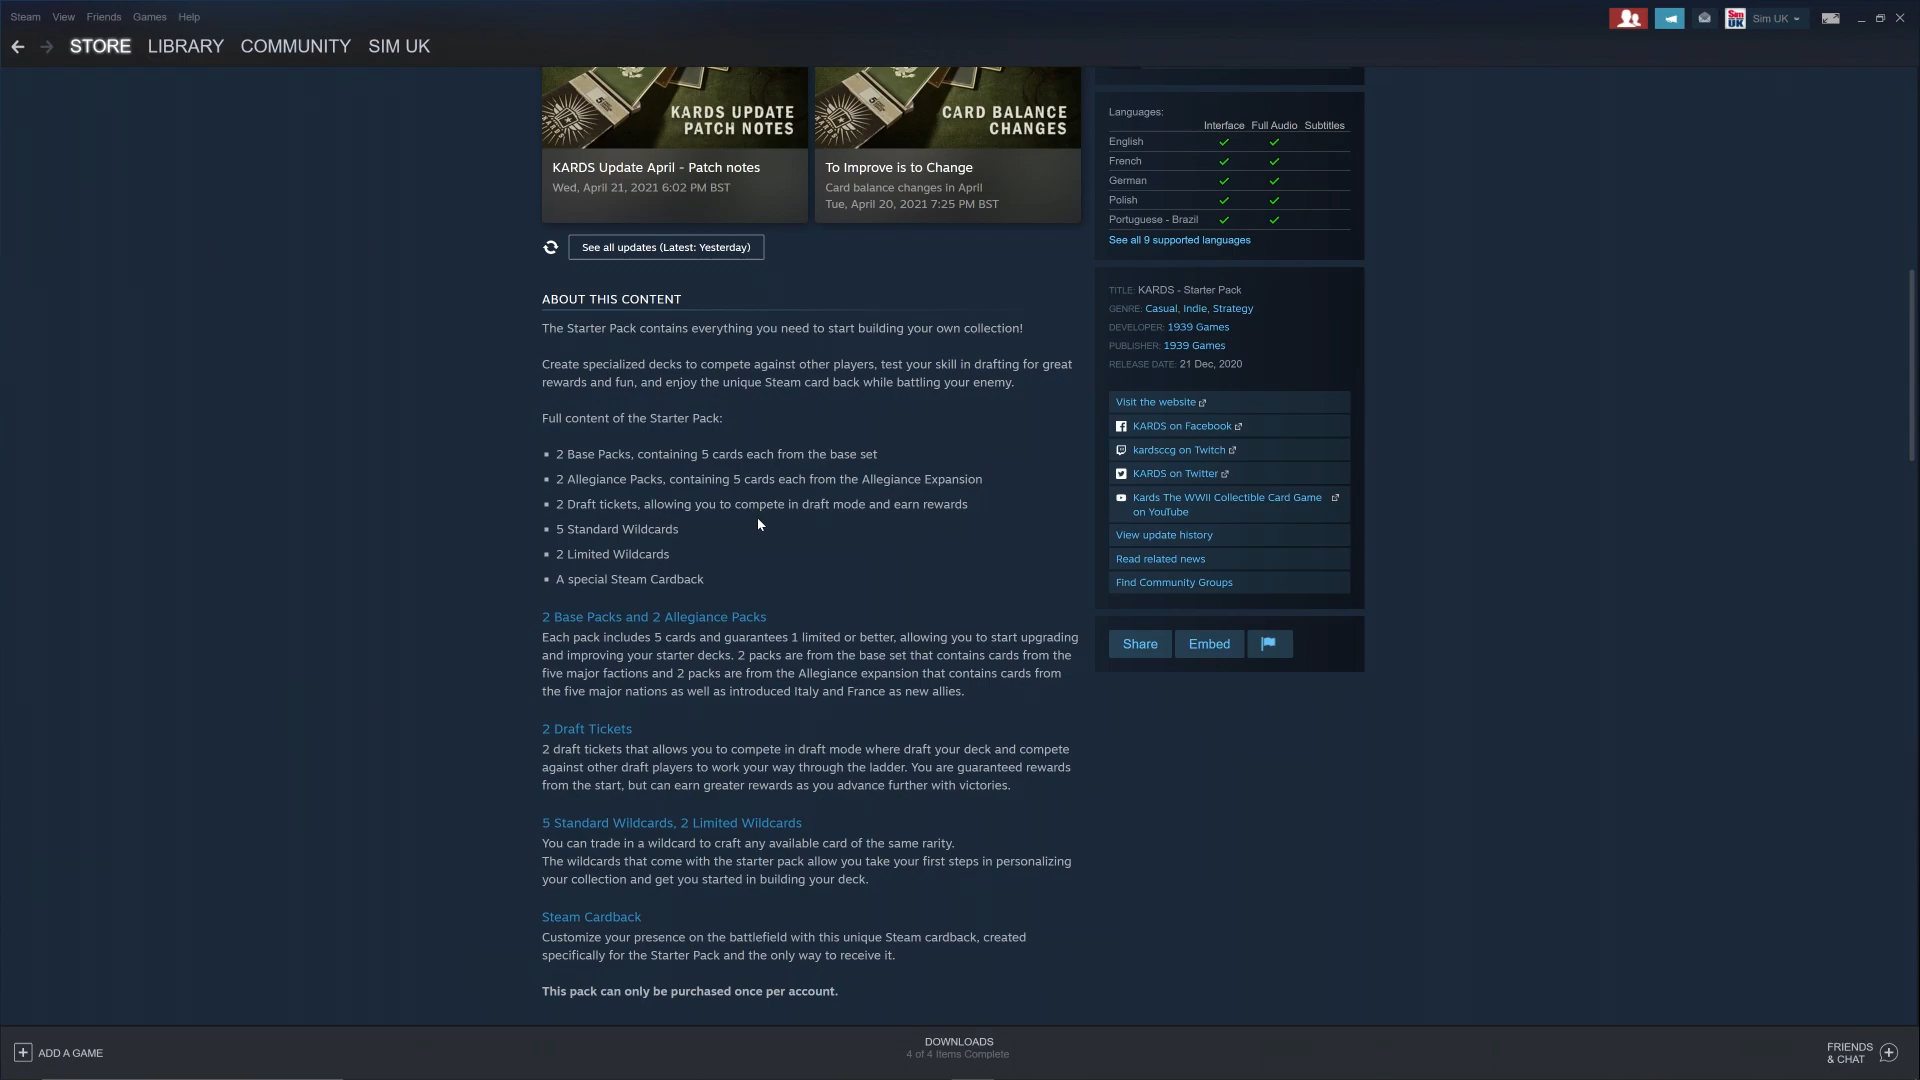 Steam View Friends Games Help
Sim UK
Sim UK
STORE LIBRARY COMMUNITY SIM UK
KARDS UPDATE
PATCH NOTES
KARDS Update April - Patch notes
Wed, April 21, 2021 6:02 PM BST
CARD BALANCE
CHANGES
To Improve is to Change
Card balance changes in April
Tue, April 20, 2021 7:25 PM BST
See all updates (Latest: Yesterday)
ABOUT THIS CONTENT
The Starter Pack contains everything you need to start building your own collection!
Create specialized decks to compete against other players, test your skill in drafting for great
rewards and fun, and enjoy the unique Steam card back while battling your enemy.
Full content of the Starter Pack:
2 Base Packs, containing 5 cards each from the base set
2 Allegiance Packs, containing 5 cards each from the Allegiance Expansion
2 Draft tickets, allowing you to compete in draft mode and earn rewards
5 Standard Wildcards
2 Limited Wildcards
A special Steam Cardback
2 Base Packs and 2 Allegiance Packs
Each pack includes 5 cards and guarantees 1 limited or better, allowing you to start upgrading
and improving your starter decks. 2 packs are from the base set that contains cards from the
five major factions and 2 packs are from the Allegiance expansion that contains cards from
the five major nations as well as introduced Italy and France as new allies.
2 Draft Tickets
2 draft tickets that allows you to compete in draft mode where draft your deck and compete
against other draft players to work your way through the ladder. You are guaranteed rewards
from the start, but can earn greater rewards as you advance further with victories.
5 Standard Wildcards, 2 Limited Wildcards
You can trade in a wildcard to craft any available card of the same rarity.
The wildcards that come with the starter pack allow you take your first steps in personalizing
your collection and get you started in building your deck.
Steam Cardback
Customize your presence on the battlefield with this unique Steam cardback, created
specifically for the Starter Pack and the only way to receive it.
This pack can only be purchased once per account.
Languages:
Interface Full Audio Subtitles
English
French
German
Polish
Portuguese - Brazil
See all 9 supported languages
TITLE: KARDS - Starter Pack
GENRE: Casual, Indie, Strategy
DEVELOPER: 1939 Games
PUBLISHER: 1939 Games
RELEASE DATE: 21 Dec, 2020
Visit the website
KARDS on Facebook
kardsccg on Twitch
KARDS on Twitter
Kards The WWII Collectible Card Game
on YouTube
View update history
Read related news
Find Community Groups
Share Embed
ADD A GAME
DOWNLOADS
4 of 4 Items Complete
FRIENDS
& CHAT